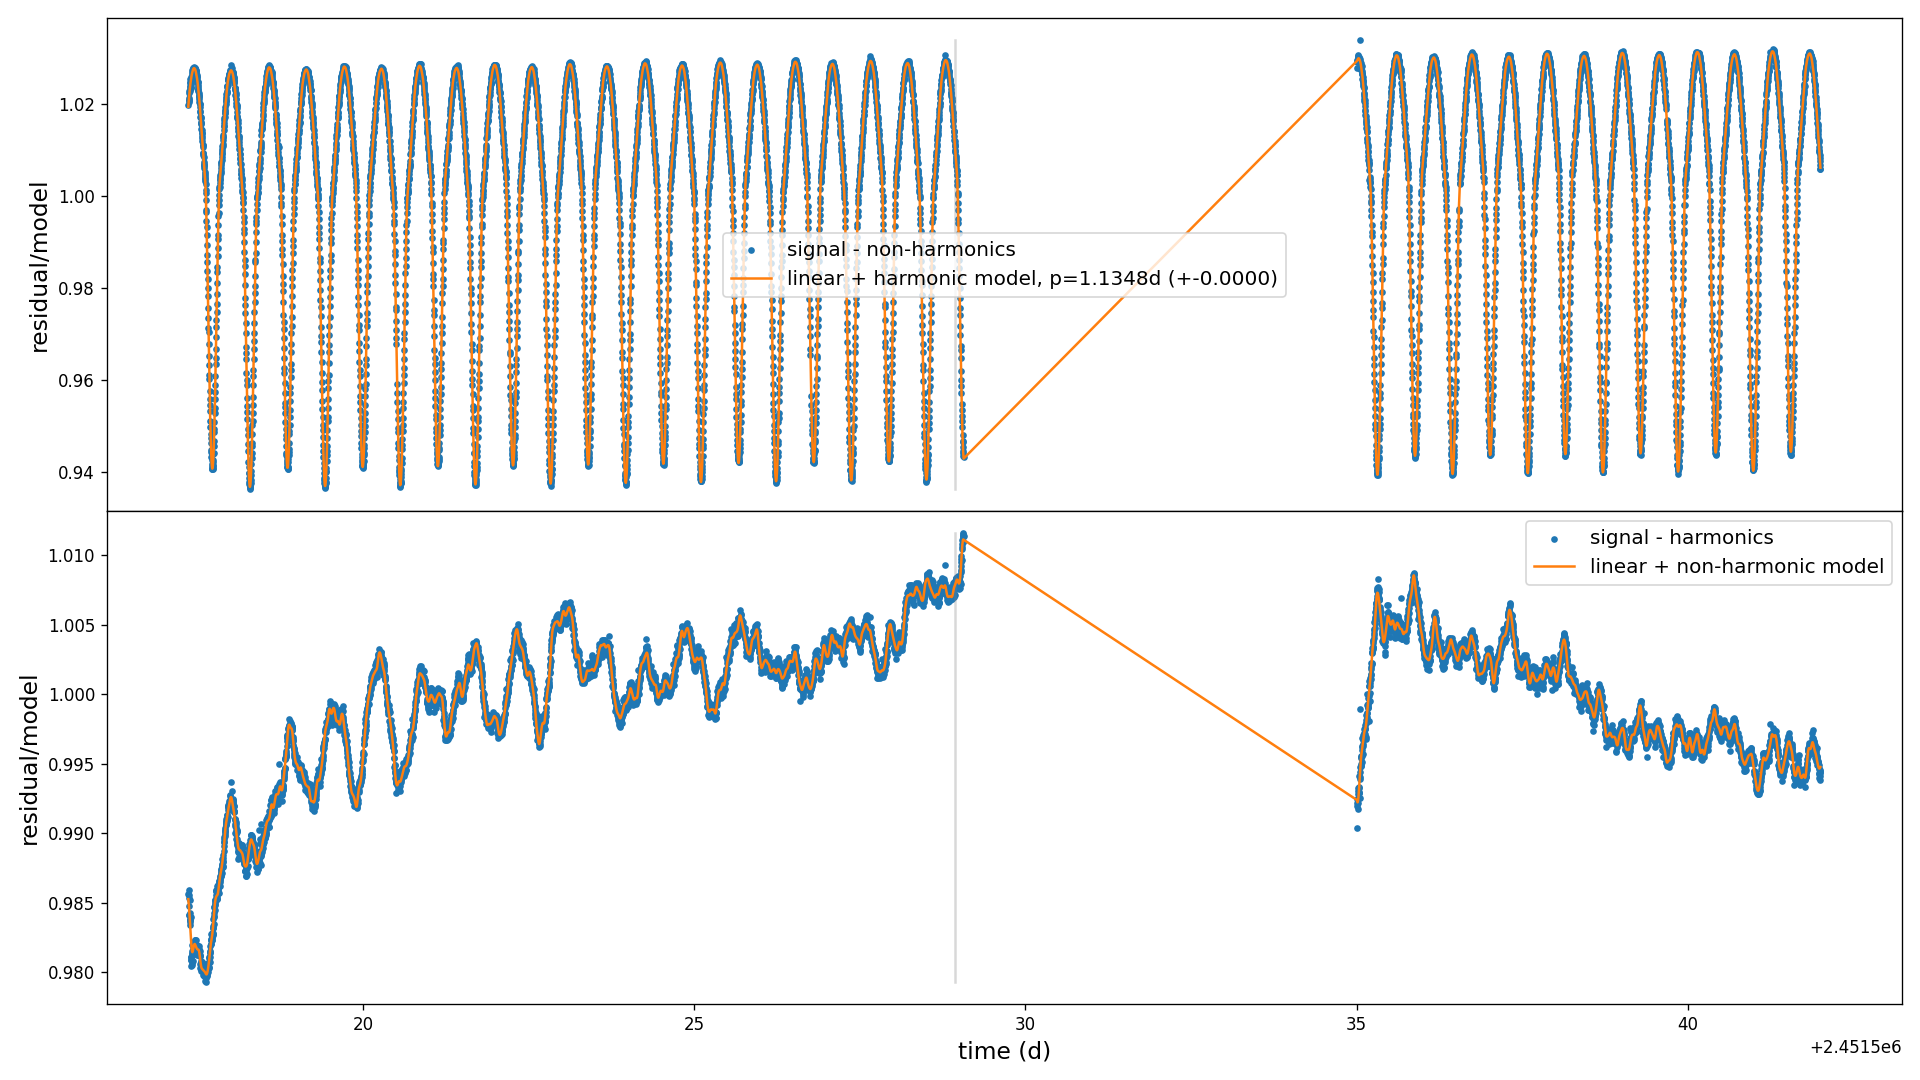 residual/model
1.02
1.00
0.98
0.96
0.94
signal - non-harmonics
linear + harmonic model, p=1.1348d (+-0.0000)
residual/model
1.010
1.005
1.000
0.995
0.990
0.985
0.980
signal - harmonics
linear + non-harmonic model
20
25
30
35
40
time (d)
+2.4515e6